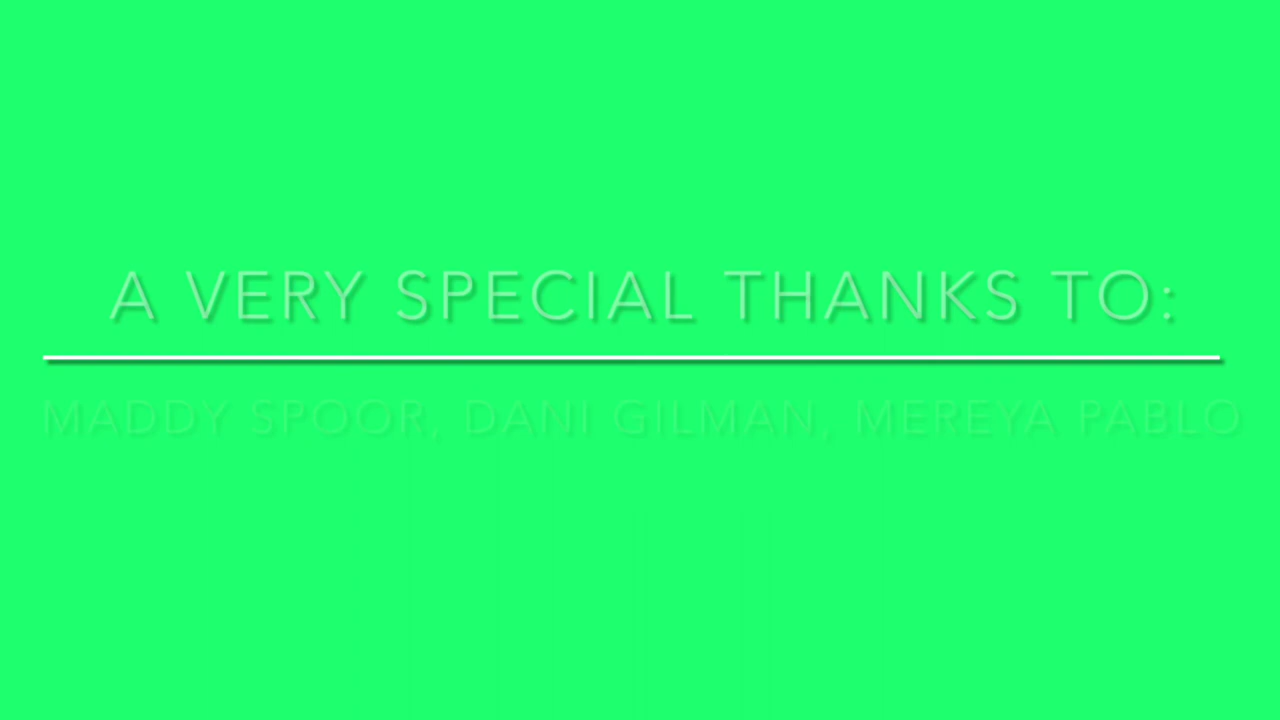 A VERY SPECIAL THANKS TO:
MADDY SPOOR, DANI GILMAN, MEREYA PABLO